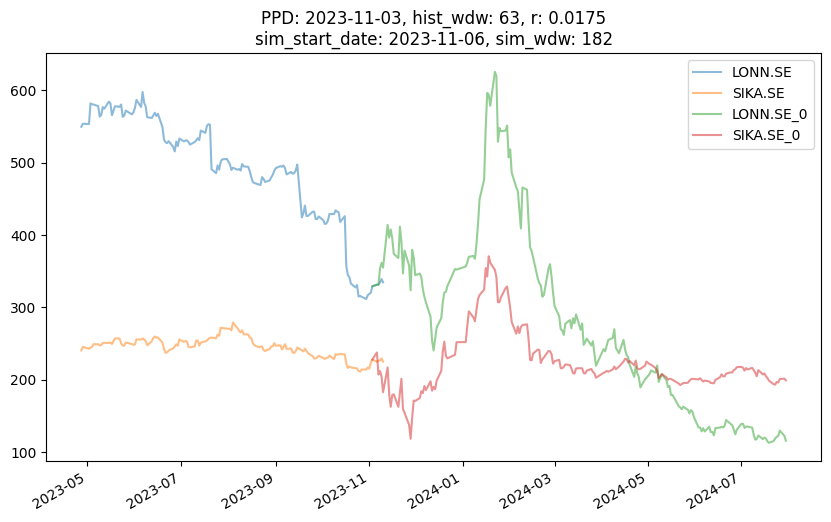 PPD: 2023-11-03, hist_wdw: 63, r: 0.0175
sim_start_date: 2023-11-06, sim_wdw: 182
LONN.SE
SIKA.SE
LONN.SE_0
SIKA.SE_0
600
500
400
300
200
100
2023-05
2023-07
2023-09
2023-11
2024-01
2024-03
2024-05
2024-07